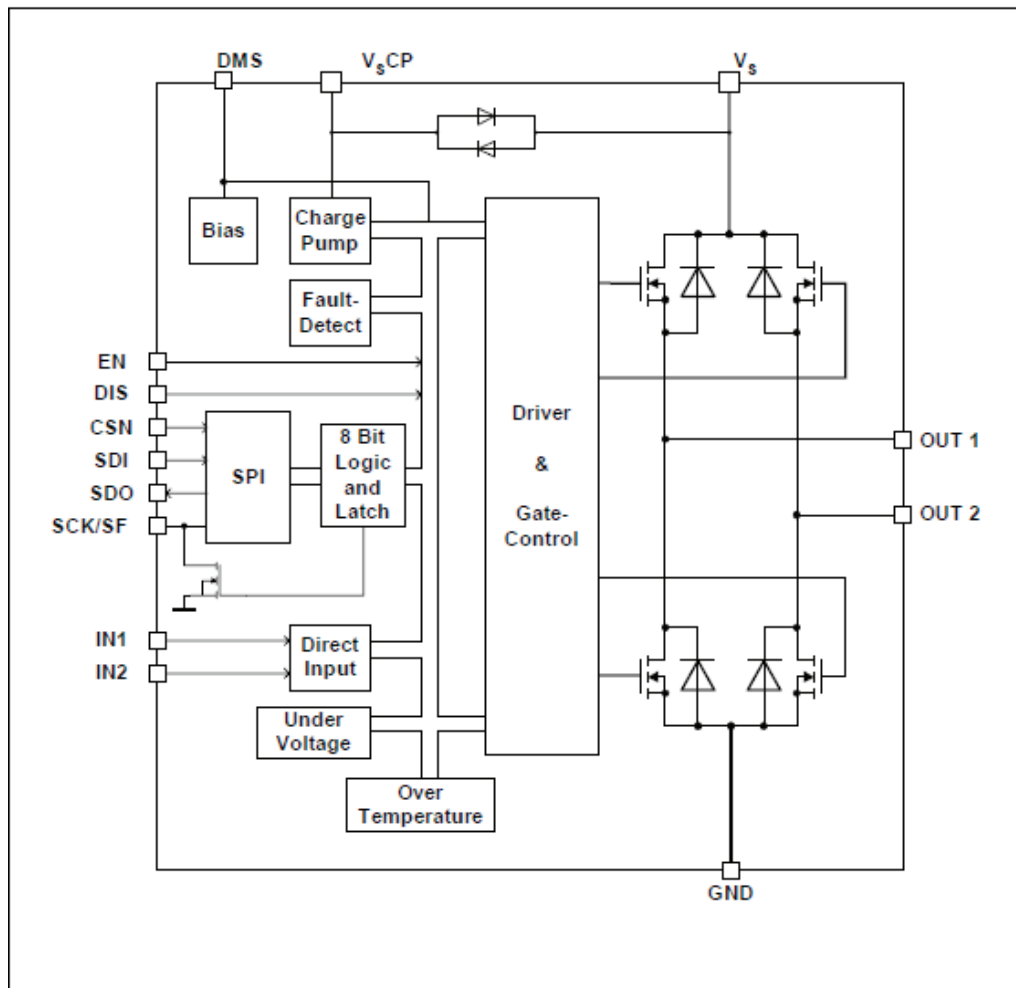 DMS
VSCP
VS
Bias
Charge
Pump
Fault-
Detect
EN
DIS
CSN
SDI
SDO
SCK/SF
SPI
8 Bit
Logic
and
Latch
Driver
&
Gate-
Control
OUT 1
OUT 2
IN1
IN2
Direct
Input
Under
Voltage
Over
Temperature
GND